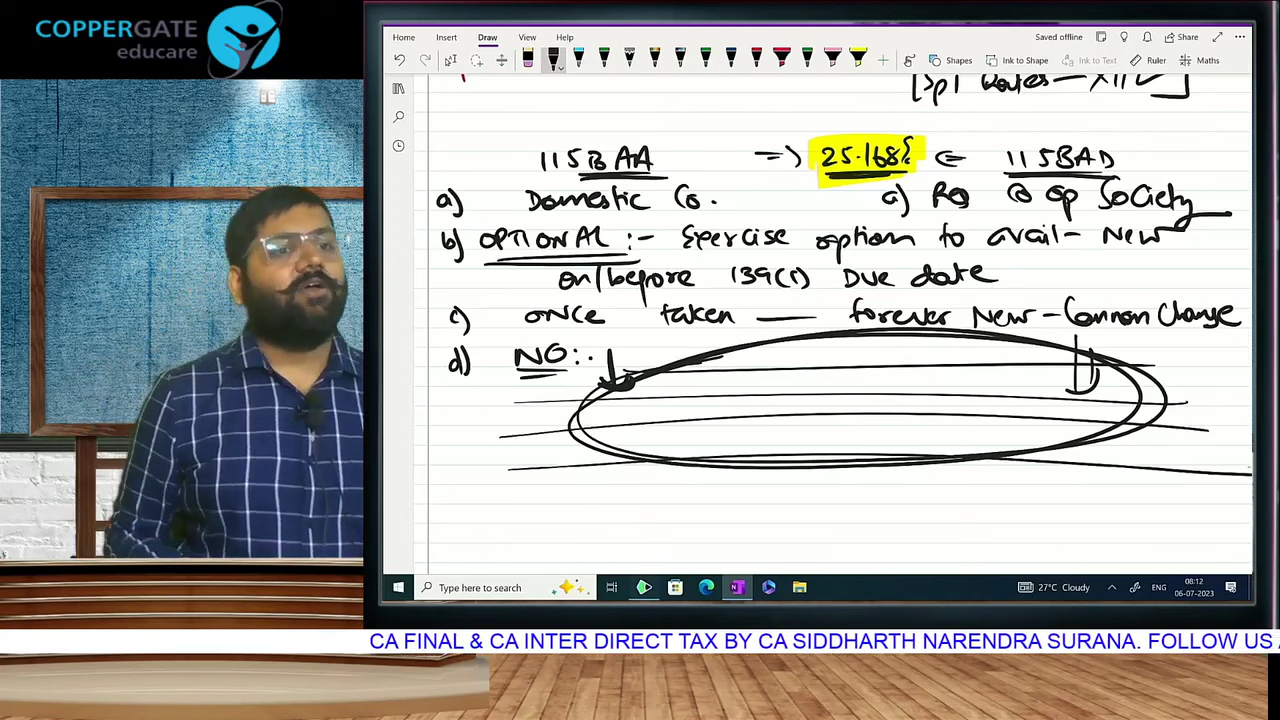 COPPERGATE
educare
Home Insert Draw View Help
Saved offline
Share
Shapes
Ink to Shape
Ink to Text
Ruler
Maths
115BAA => 25.168% <= 115BAD
a) Domestic Co. a) RS @ op Society
b) OPTIONAL :- Exercise option to avail - New
on/before 139(1) Due date
c) once taken — forever New - Cannon Change
d) NO:-
Type here to search
27°C Cloudy
ENG
08:12
06-07-2023
CA FINAL & CA INTER DIRECT TAX BY CA SIDDHARTH NARENDRA SURANA. FOLLOW US